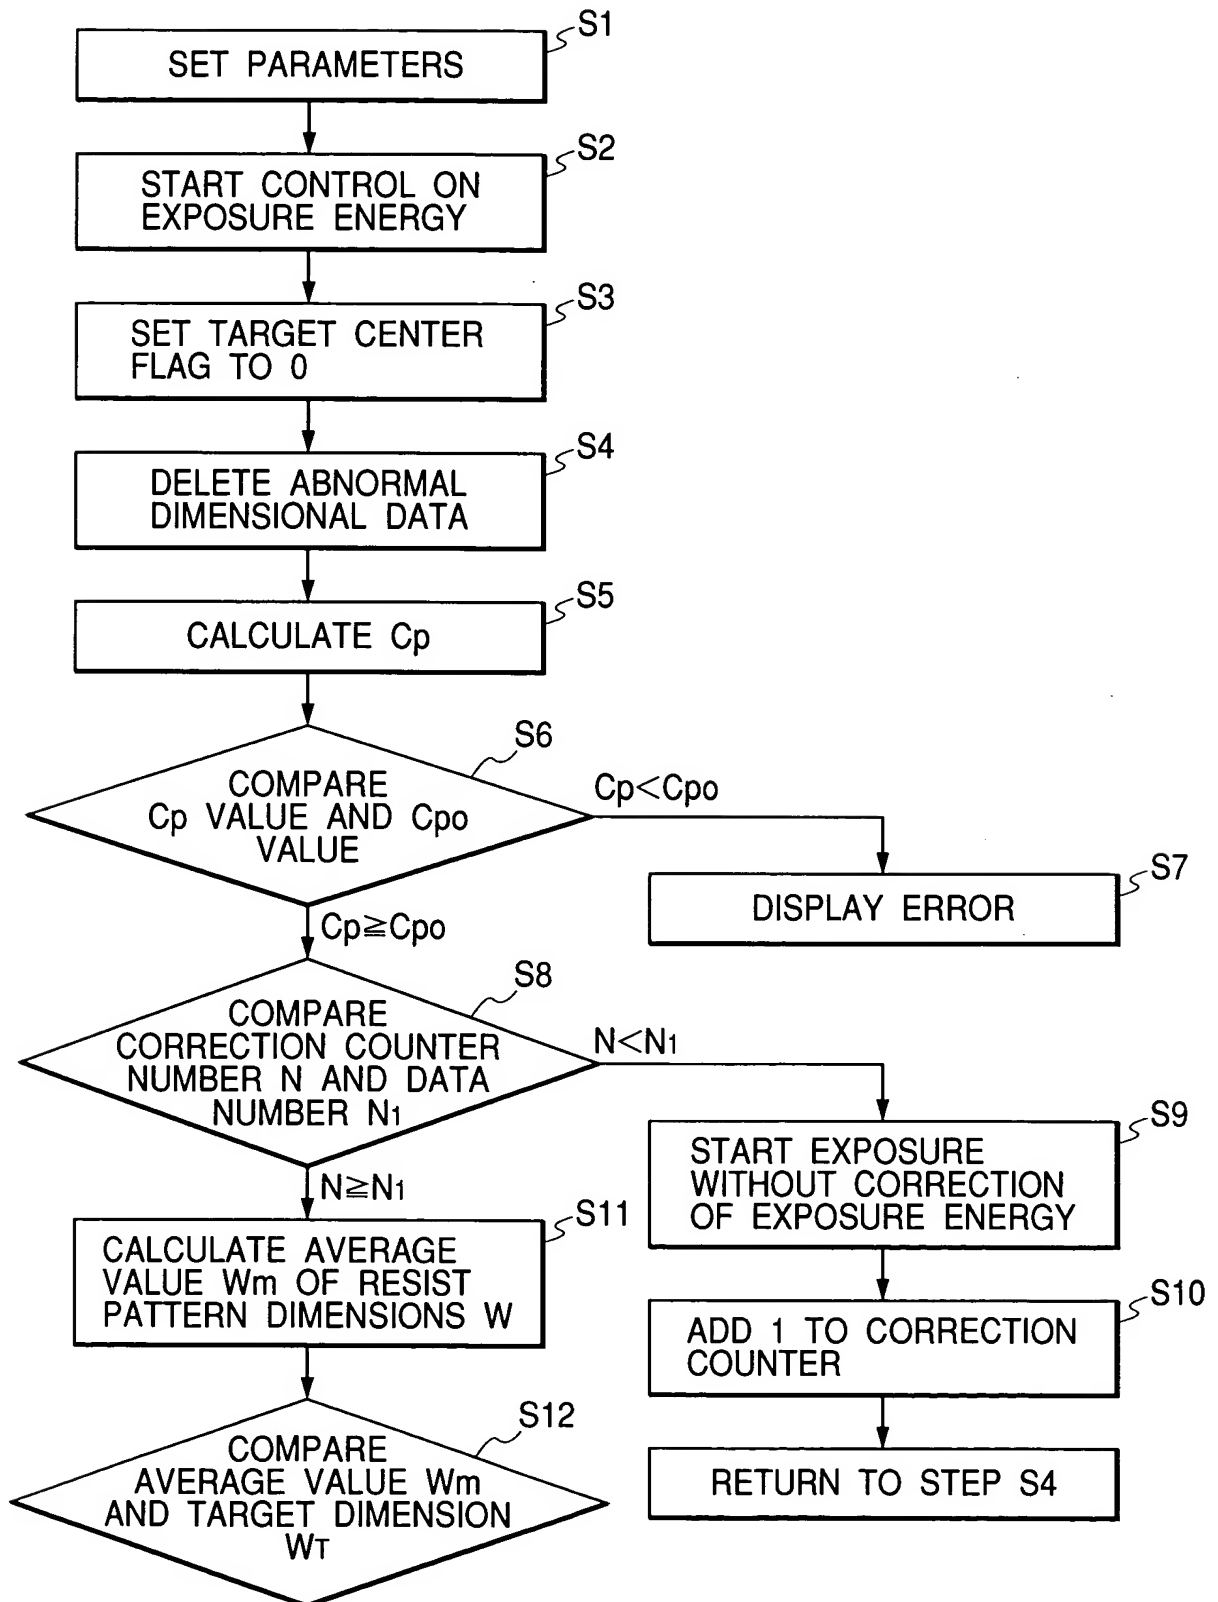 S1
SET PARAMETERS
S2
START CONTROL ON
EXPOSURE ENERGY
S3
SET TARGET CENTER
FLAG TO 0
S4
DELETE ABNORMAL
DIMENSIONAL DATA
S5
CALCULATE Cp
S6
COMPARE
Cp VALUE AND Cpo
VALUE
Cp<Cpo
S7
DISPLAY ERROR
Cp≧Cpo
S8
COMPARE
CORRECTION COUNTER
NUMBER N AND DATA
NUMBER N1
N<N1
S9
START EXPOSURE
WITHOUT CORRECTION
OF EXPOSURE ENERGY
S10
ADD 1 TO CORRECTION
COUNTER
RETURN TO STEP S4
N≧N1
S11
CALCULATE AVERAGE
VALUE Wm OF RESIST
PATTERN DIMENSIONS W
S12
COMPARE
AVERAGE VALUE Wm
AND TARGET DIMENSION
WT